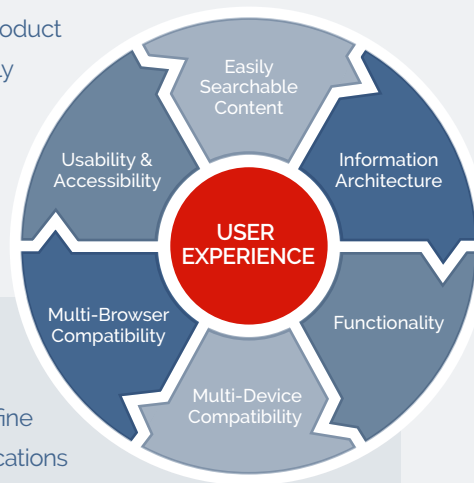 oduct
Easily
Searchable
Content
Usability &
Accessibility
Information
Architecture
USER
EXPERIENCE
Multi-Browser
Compatibility
Functionality
Multi-Device
Compatibility
fine
cations